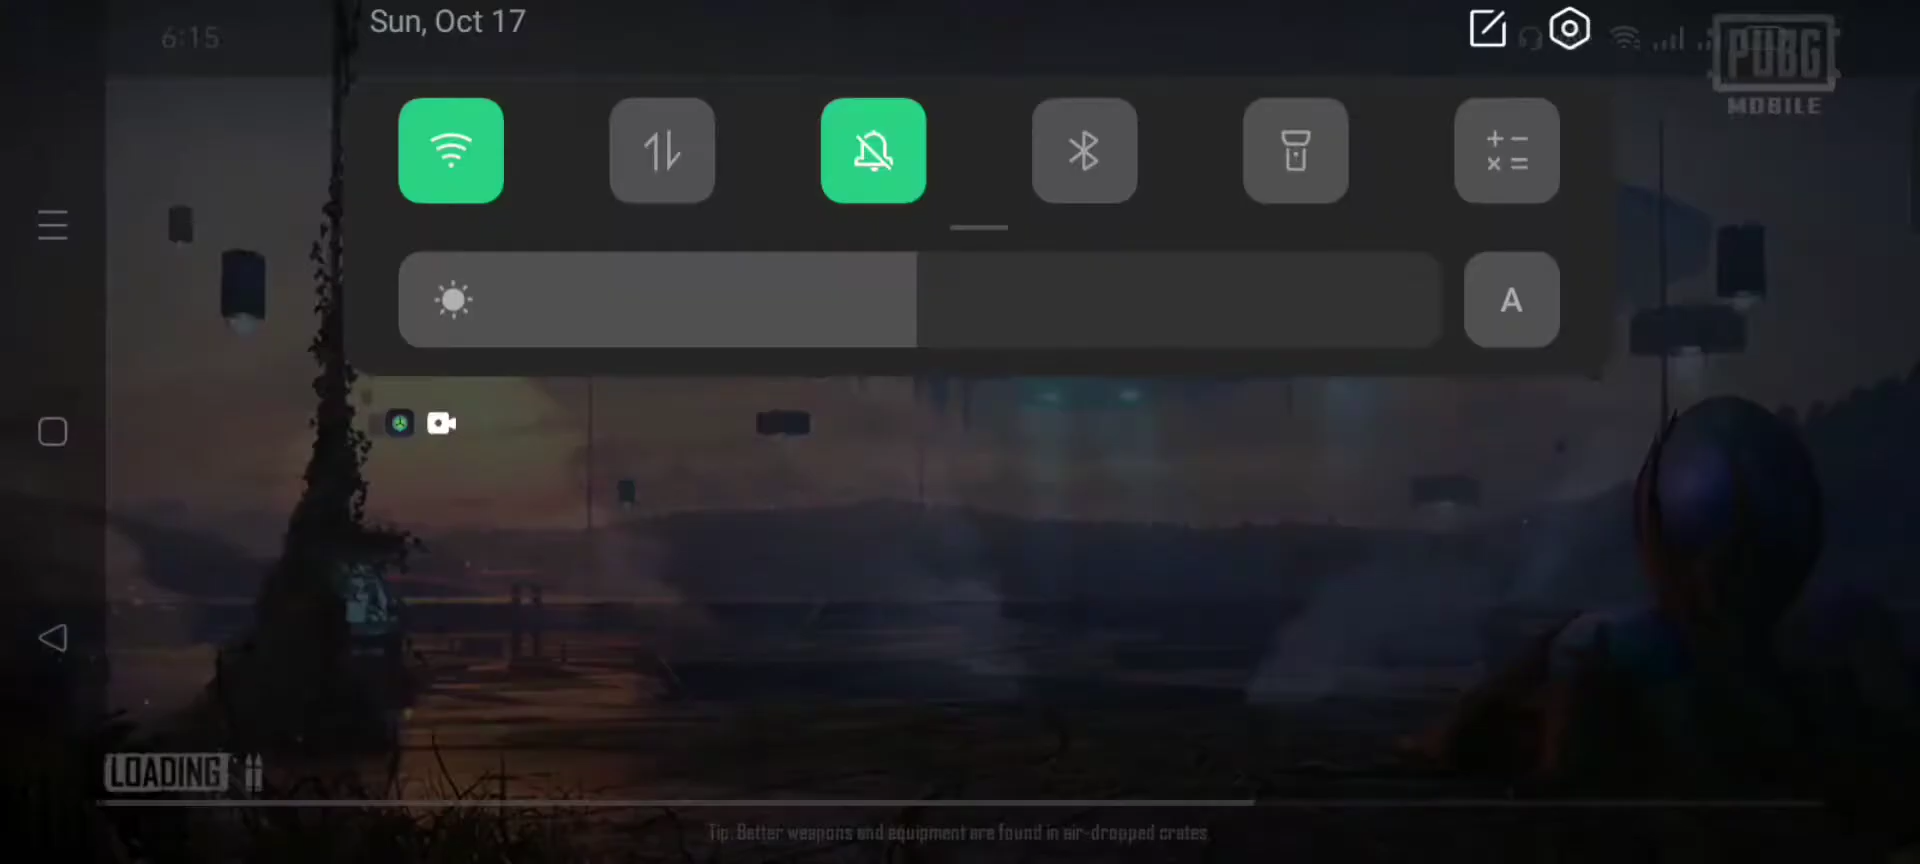 6:15
Sun, Oct 17
PUBG
MOBILE
A
LOADING
Tip: Better weapons and equipment are found in air-dropped crates.